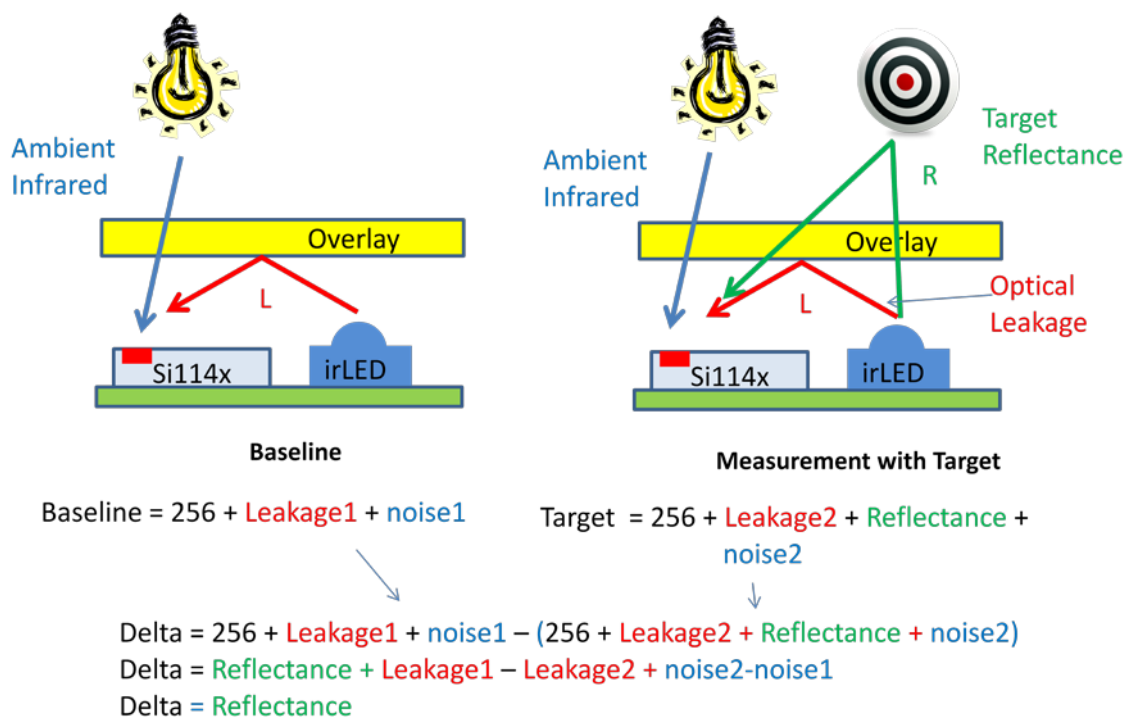 Ambient
Infrared
Overlay
L
Si114x
irLED
Baseline
Baseline = 256 + Leakage1 + noise1
Ambient
Infrared
Target
Reflectance
R
Overlay
L
Optical
Leakage
Si114x
irLED
Measurement with Target
Target = 256 + Leakage2 + Reflectance +
noise2
Delta = 256 + Leakage1 + noise1 – (256 + Leakage2 + Reflectance + noise2)
Delta = Reflectance + Leakage1 – Leakage2 + noise2-noise1
Delta = Reflectance